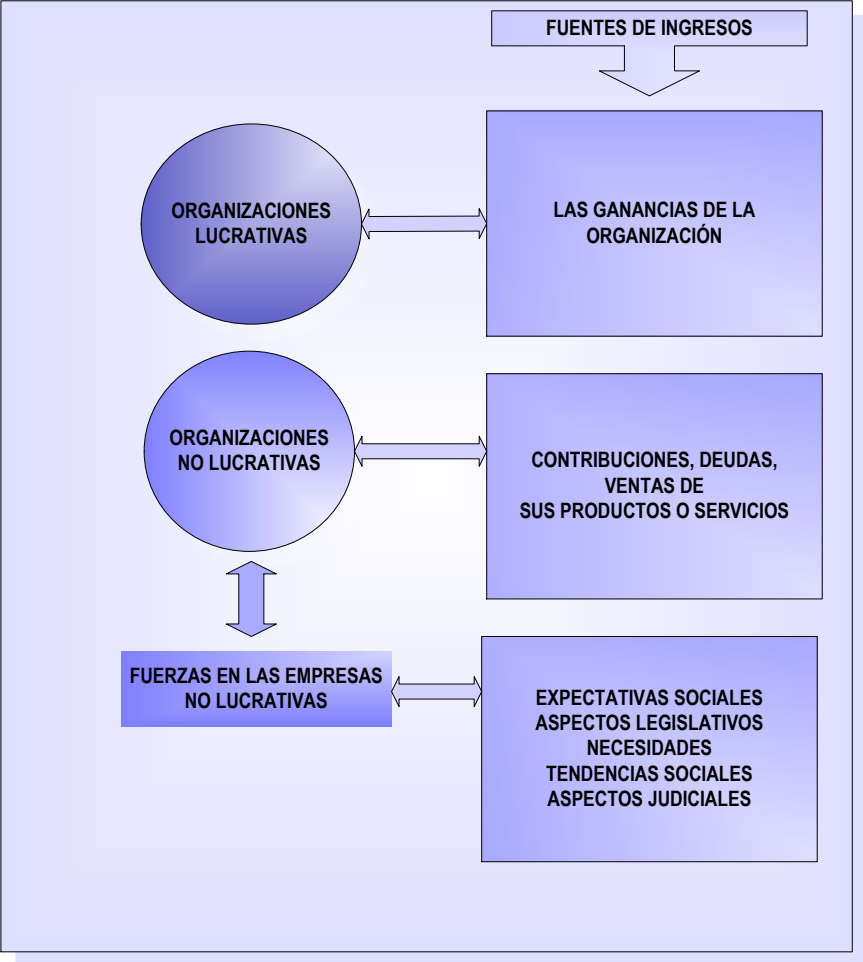 FUENTES DE INGRESOS
ORGANIZACIONES
LUCRATIVAS
LAS GANANCIAS DE LA
ORGANIZACIÓN
ORGANIZACIONES
NO LUCRATIVAS
CONTRIBUCIONES, DEUDAS,
VENTAS DE
SUS PRODUCTOS O SERVICIOS
FUERZAS EN LAS EMPRESAS
NO LUCRATIVAS
EXPECTATIVAS SOCIALES
ASPECTOS LEGISLATIVOS
NECESIDADES
TENDENCIAS SOCIALES
ASPECTOS JUDICIALES